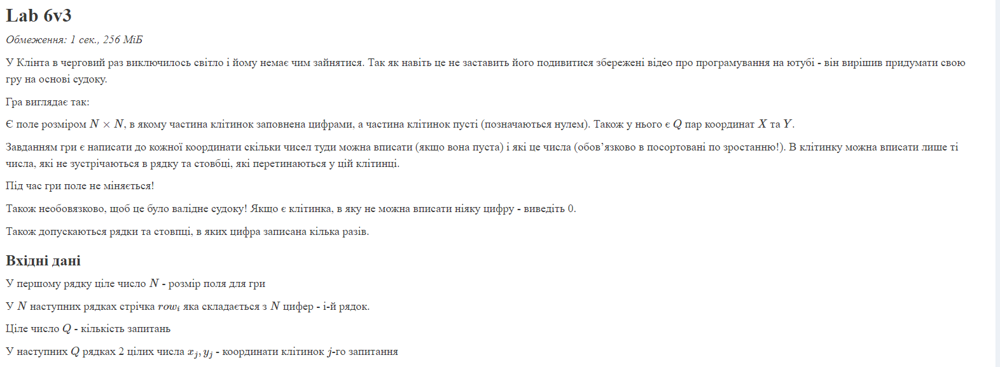 Lab 6v3
Обмеження: 1 сек., 256 МіБ
У Клінта в черговий раз виключилось світло і йому немає чим зайнятися. Так як навіть це не заставить його подивитися збережені відео про програмування на ютубі - він вирішив придумати свою
гру на основі судоку.
Гра виглядає так:
Є поле розміром N × N, в якому частина клітинок заповнена цифрами, а частина клітинок пусті (позначаються нулем). Також у нього є Q пар координат X та Y.
Завданням гри є написати до кожної координати скільки чисел туди можна вписати (якщо вона пуста) і які це числа (обов’язково в посортовані по зростанню!). В клітинку можна вписати лише ті
числа, які не зустрічаються в рядку та стовбці, які перетинаються у цій клітинці.
Під час гри поле не міняється!
Також необовязково, щоб це було валідне судоку! Якщо є клітинка, в яку не можна вписати ніяку цифру - виведіть 0.
Також допускаються рядки та стовпці, в яких цифра записана кілька разів.
Вхідні дані
У першому рядку ціле число N - розмір поля для гри
У N наступних рядках стрічка row_i яка складається з N цифер - і-й рядок.
Ціле число Q - кількість запитань
У наступних Q рядках 2 цілих числа x_j, y_j - координати клітинок j-го запитання